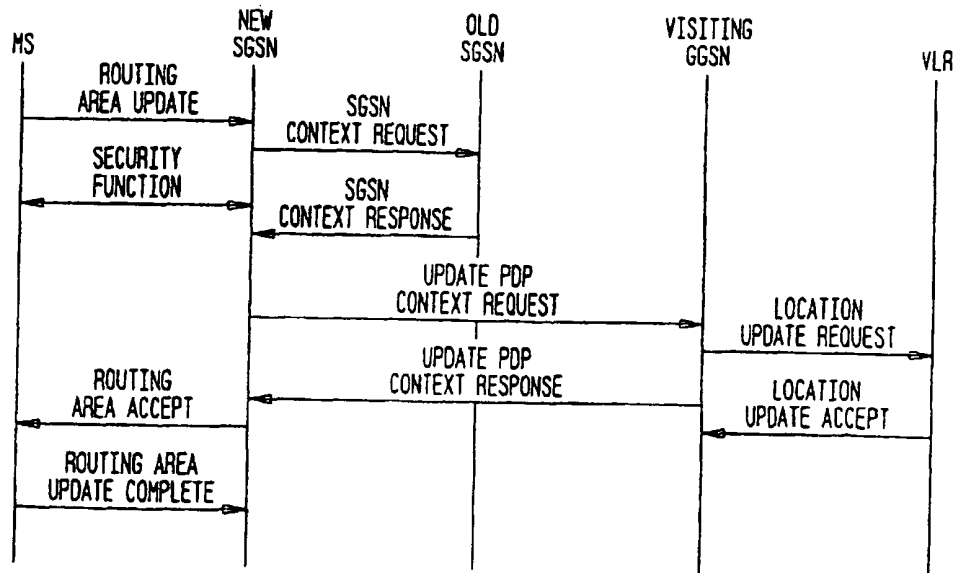 MS
NEW
SGSN
OLD
SGSN
VISITING
GGSN
VLR
ROUTING
AREA UPDATE
SGSN
CONTEXT REQUEST
SECURITY
FUNCTION
SGSN
CONTEXT RESPONSE
UPDATE PDP
CONTEXT REQUEST
LOCATION
UPDATE REQUEST
UPDATE PDP
CONTEXT RESPONSE
ROUTING
AREA ACCEPT
LOCATION
UPDATE ACCEPT
ROUTING AREA
UPDATE COMPLETE